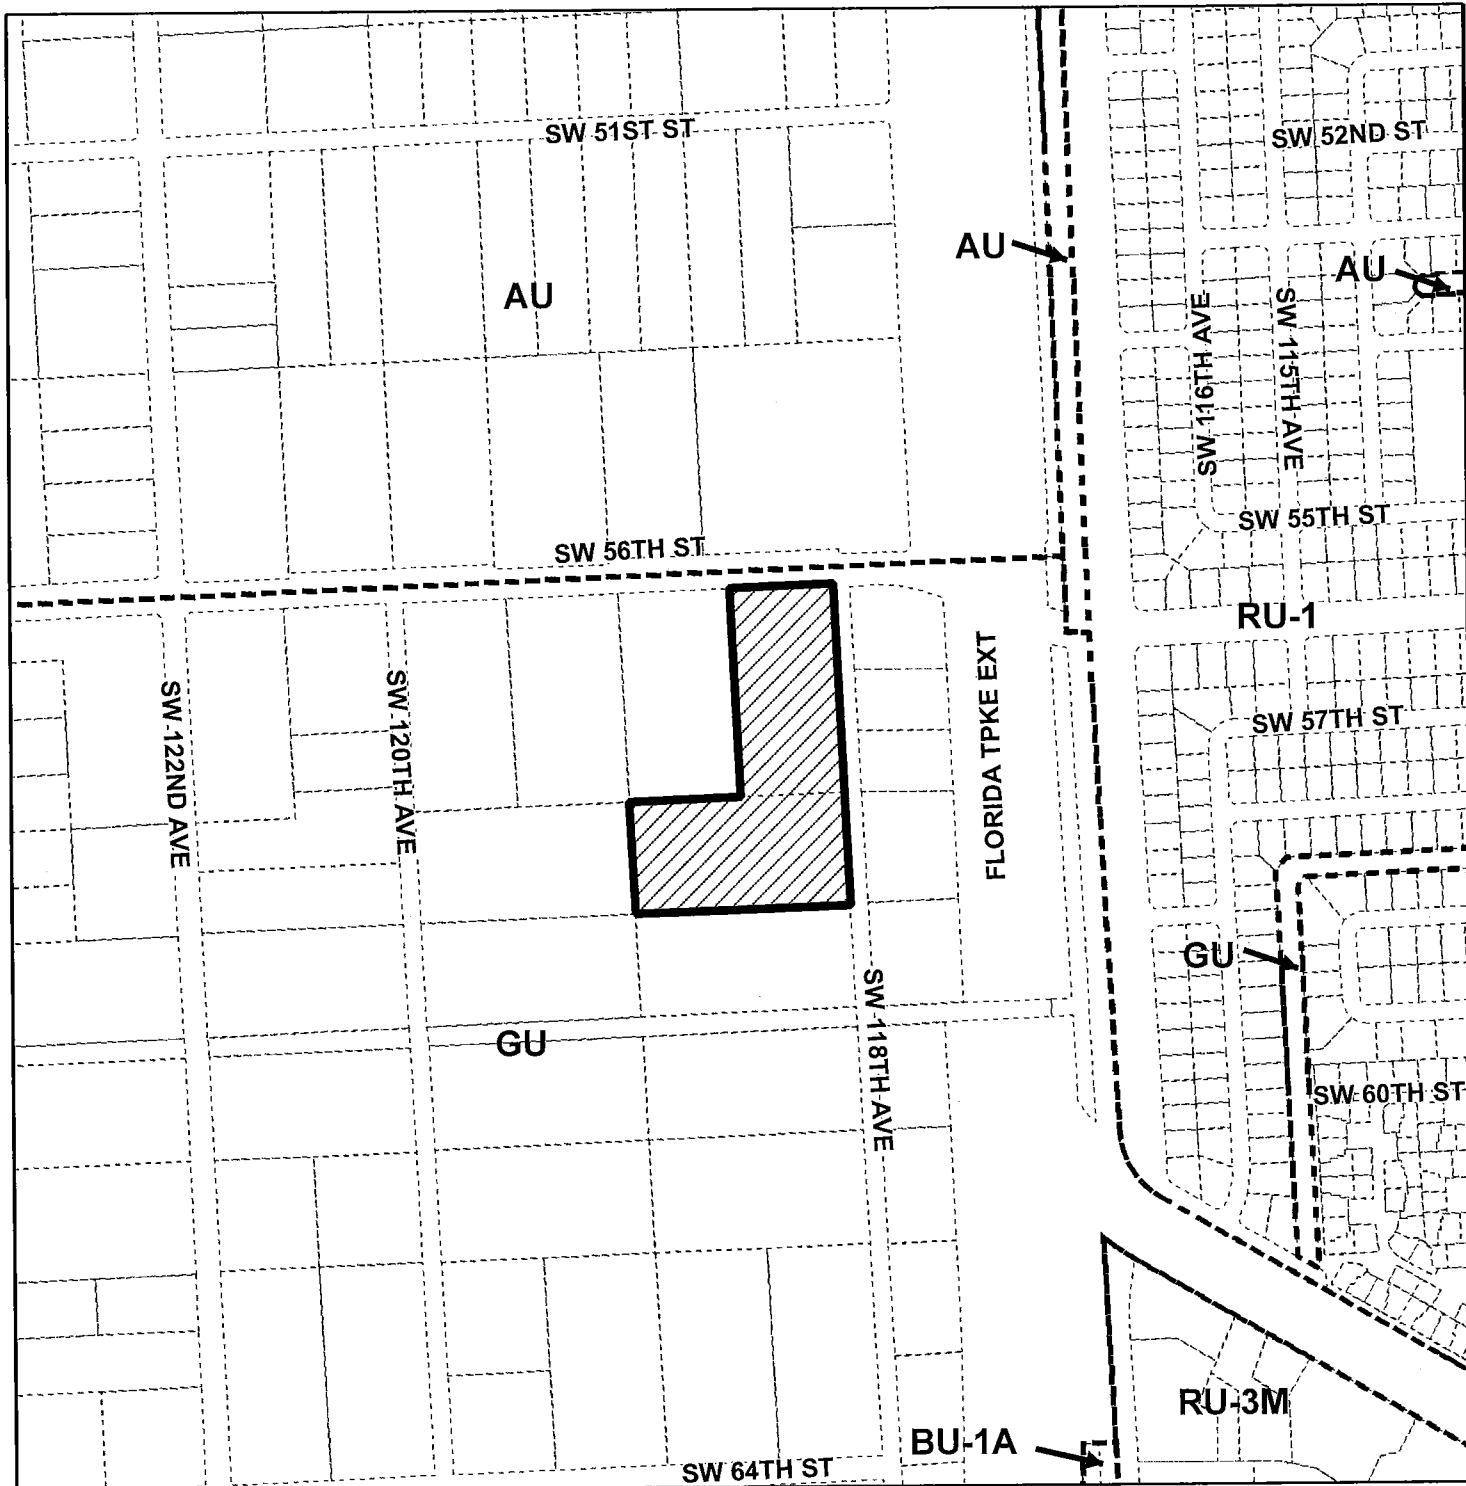 SW 51ST ST
SW 52ND ST
AU
AU
AU
SW 116TH AVE
SW 115TH AVE
SW 55TH ST
SW 56TH ST
RU-1
SW 122ND AVE
SW 120TH AVE
FLORIDA TPKE EXT
SW 57TH ST
GU
SW 118TH AVE
GU
SW 60TH ST
RU-3M
BU-1A
SW 64TH ST